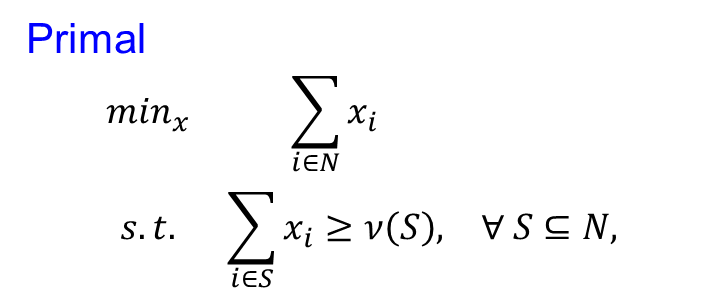 Primal
min_x ∑_{i∈N} x_i
s.t. ∑_{i∈S} x_i ≥ ν(S), ∀ S ⊆ N,